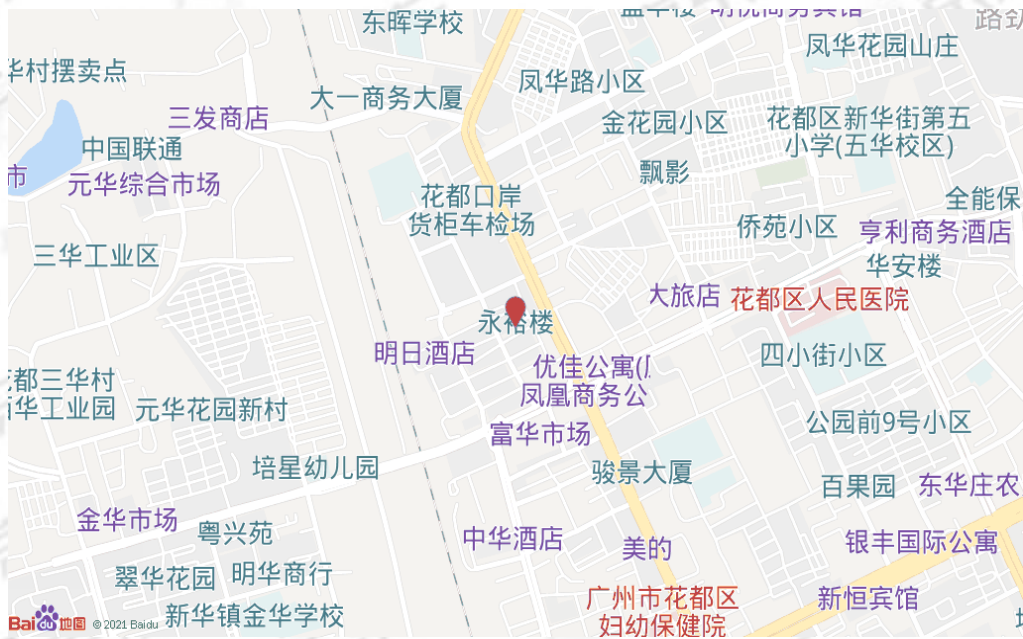 东晖学校
明悦商务宾馆
凤华花园山庄
华村摆卖点
凤华路小区
大一商务大厦
三发商店
金花园小区
花都区新华街第五
小学(五华校区)
中国联通
市
元华综合市场
飘影
花都口岸
货柜车检场
全能保
侨苑小区
亨利商务酒店
三华工业区
华安楼
大旅店
花都区人民医院
永裕楼
明日酒店
四小街小区
优佳公寓(
凤凰商务公
都三华村
华工业园
元华花园新村
公园前9号小区
富华市场
培星幼儿园
骏景大厦
百果园
东华庄农
金华市场
粤兴苑
中华酒店
美的
银丰国际公寓
翠华花园
明华商行
广州市花都区
妇幼保健院
新恒宾馆
新华镇金华学校
Bai du 地图
© 2021 Baidu